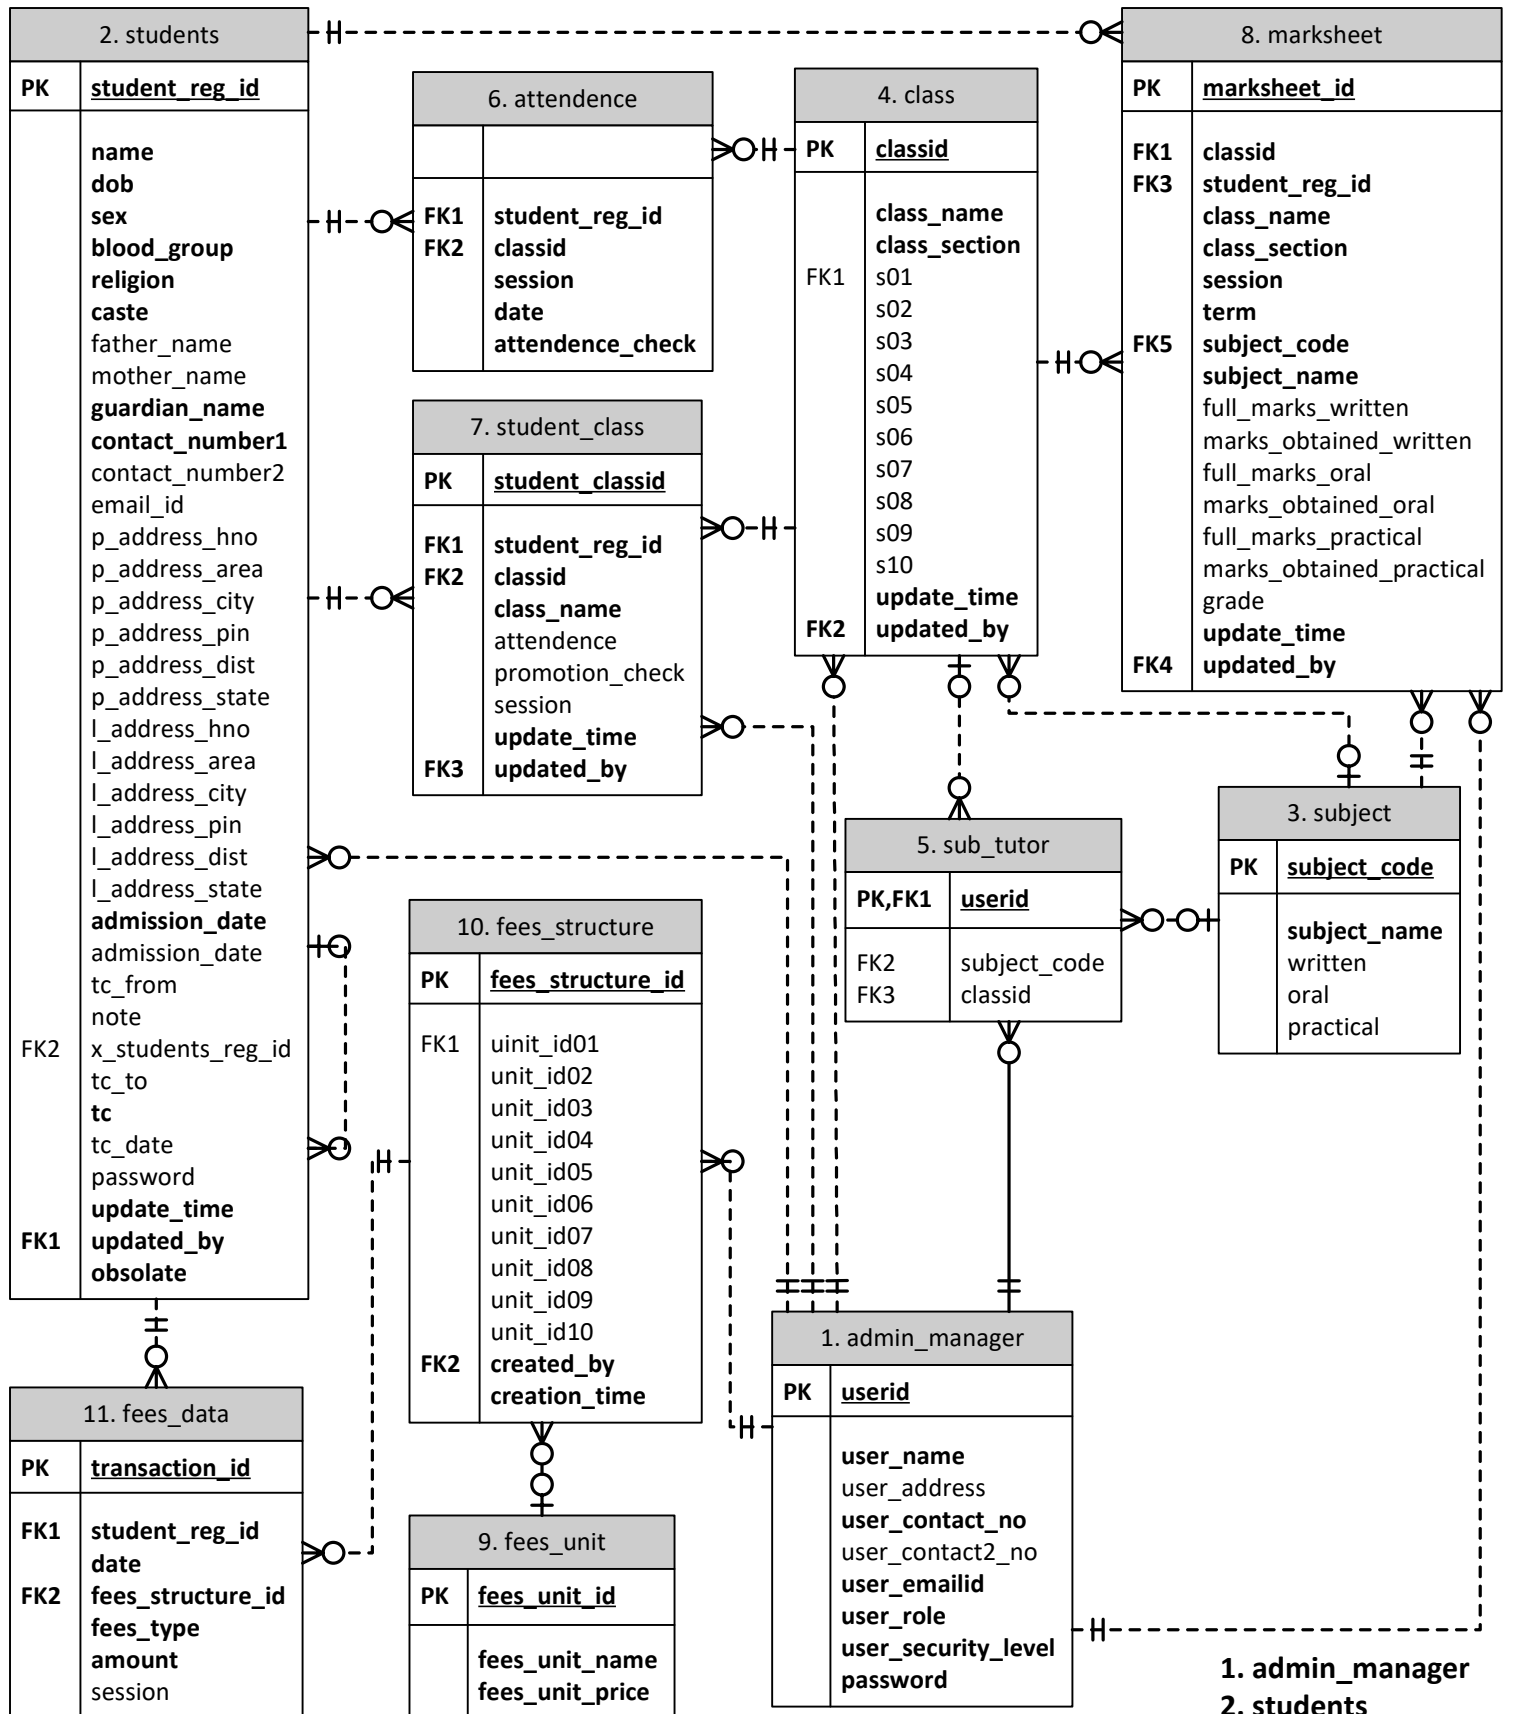 2. students
PK student_reg_id
name
dob
sex
blood_group
religion
caste
father_name
mother_name
guardian_name
contact_number1
contact_number2
email_id
p_address_hno
p_address_area
p_address_city
p_address_pin
p_address_dist
p_address_state
l_address_hno
l_address_area
l_address_city
l_address_pin
l_address_dist
l_address_state
admission_date
admission_date
tc_from
note
FK2 x_students_reg_id
tc_to
tc
tc_date
password
update_time
FK1 updated_by
obsolate
6. attendence
FK1 student_reg_id
FK2 classid
session
date
attendence_check
7. student_class
PK student_classid
FK1 student_reg_id
FK2 classid
class_name
attendence
promotion_check
session
update_time
FK3 updated_by
4. class
PK classid
class_name
class_section
FK1 s01
s02
s03
s04
s05
s06
s07
s08
s09
s10
update_time
FK2 updated_by
8. marksheet
PK marksheet_id
FK1 classid
FK3 student_reg_id
class_name
class_section
session
term
FK5 subject_code
subject_name
full_marks_written
marks_obtained_written
full_marks_oral
marks_obtained_oral
full_marks_practical
marks_obtained_practical
grade
update_time
FK4 updated_by
5. sub_tutor
PK,FK1 userid
FK2 subject_code
FK3 classid
3. subject
PK subject_code
subject_name
written
oral
practical
10. fees_structure
PK fees_structure_id
FK1 uinit_id01
unit_id02
unit_id03
unit_id04
unit_id05
unit_id06
unit_id07
unit_id08
unit_id09
unit_id10
FK2 created_by
creation_time
1. admin_manager
PK userid
user_name
user_address
user_contact_no
user_contact2_no
user_emailid
user_role
user_security_level
password
11. fees_data
PK transaction_id
FK1 student_reg_id
date
FK2 fees_structure_id
fees_type
amount
session
9. fees_unit
PK fees_unit_id
fees_unit_name
fees_unit_price
1. admin_manager
2. students